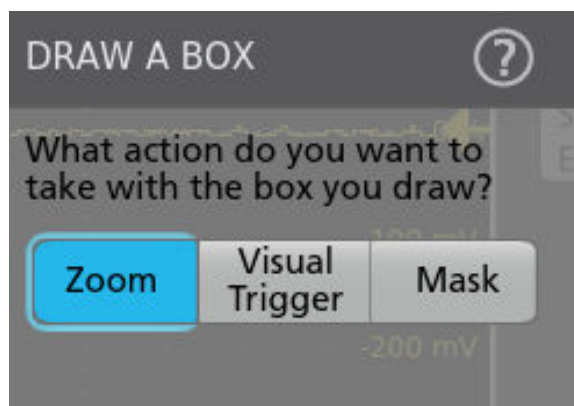 DRAW A BOX ?
What action do you want to
take with the box you draw?
Zoom
Visual
Trigger
Mask
-200 mV